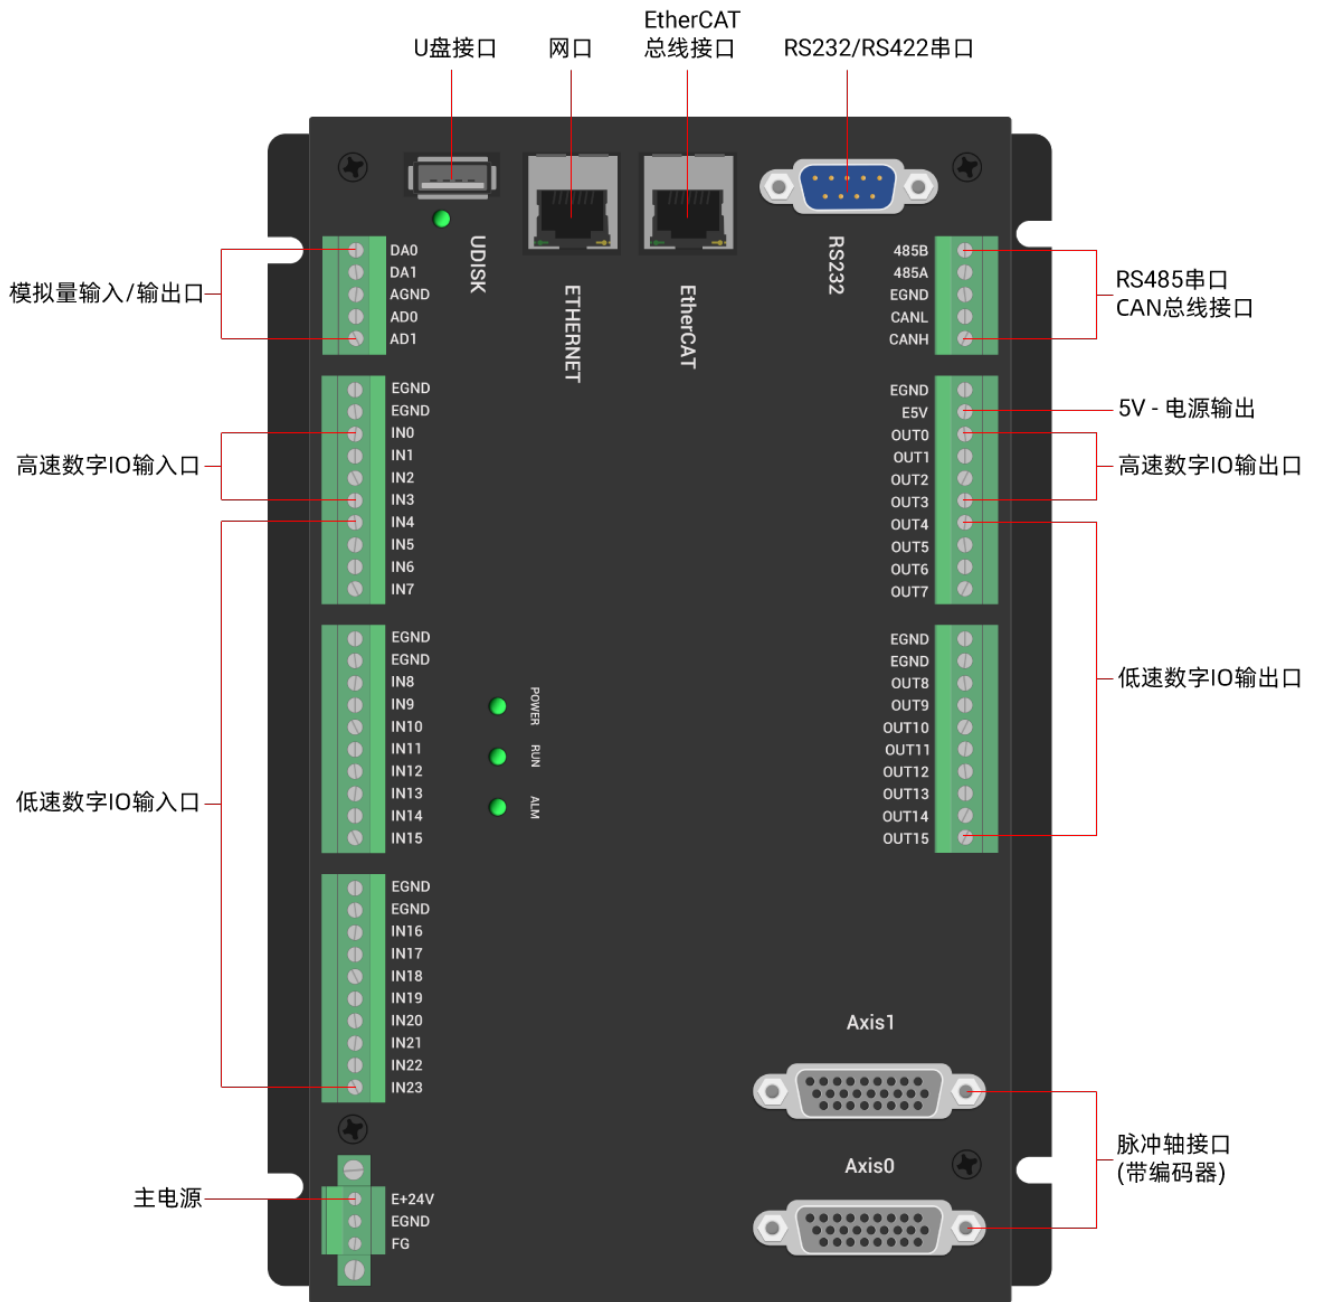 EtherCAT
U盘接口
网口
总线接口
RS232/RS422串口
UDISK
ETHERNET
EtherCAT
RS232
模拟量输入/输出口
DA0
DA1
AGND
AD0
AD1
485B
485A
EGND
CANL
CANH
RS485串口
CAN总线接口
高速数字IO输入口
EGND
EGND
IN0
IN1
IN2
IN3
IN4
IN5
IN6
IN7
EGND
E5V
OUT0
OUT1
OUT2
OUT3
OUT4
OUT5
OUT6
OUT7
5V - 电源输出
高速数字IO输出口
低速数字IO输入口
EGND
EGND
IN8
IN9
IN10
IN11
IN12
IN13
IN14
IN15
POWER
RUN
ALM
EGND
EGND
OUT8
OUT9
OUT10
OUT11
OUT12
OUT13
OUT14
OUT15
低速数字IO输出口
EGND
EGND
IN16
IN17
IN18
IN19
IN20
IN21
IN22
IN23
Axis1
Axis0
脉冲轴接口
(带编码器)
主电源
E+24V
EGND
FG